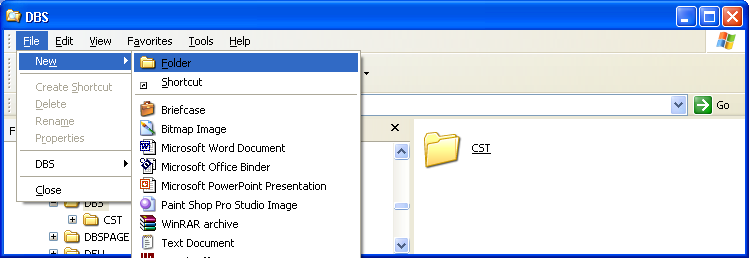 DBS
File Edit View Favorites Tools Help
New
Folder
Shortcut
Create Shortcut
Delete
Rename
Properties
DBS
Close
Briefcase
Bitmap Image
Microsoft Word Document
Microsoft Office Binder
Microsoft PowerPoint Presentation
Paint Shop Pro Studio Image
WinRAR archive
Text Document
Go
F
CST
DBS
CST
DBSPAGE